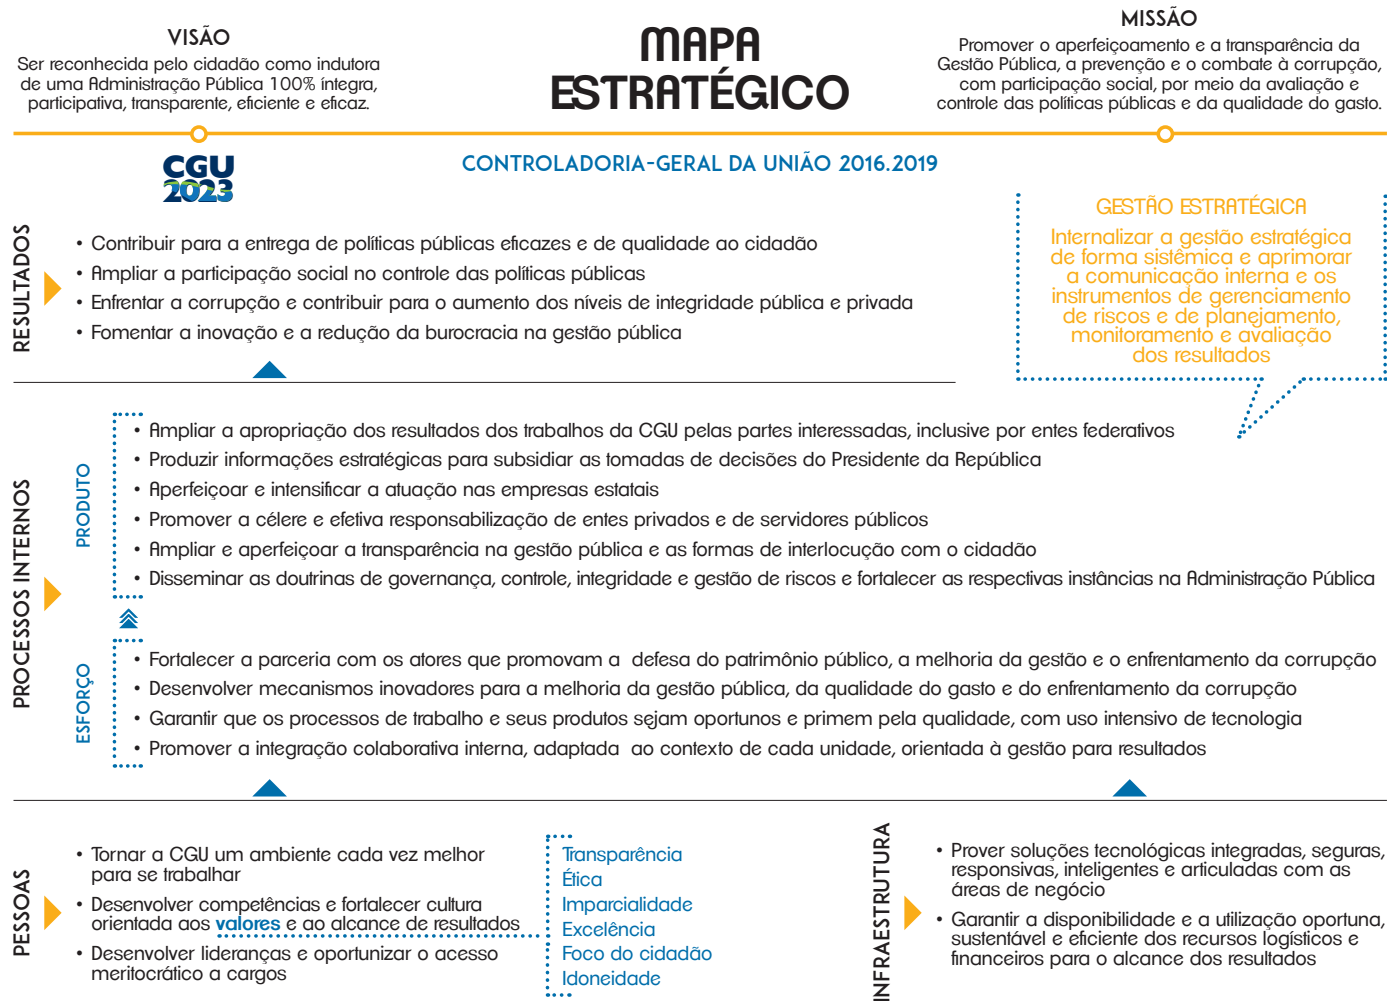 VISÃO
Ser reconhecida pelo cidadão como indutora
de uma Administração Pública 100% íntegra,
participativa, transparente, eficiente e eficaz.
MAPA
ESTRATÉGICO
MISSÃO
Promover o aperfeiçoamento e a transparência da
Gestão Pública, a prevenção e o combate à corrupção,
com participação social, por meio da avaliação e
controle das políticas públicas e da qualidade do gasto.
CGU
2023
CONTROLADORIA-GERAL DA UNIÃO 2016.2019
GESTÃO ESTRATÉGICA
Internalizar a gestão estratégica
de forma sistêmica e aprimorar
a comunicação interna e os
instrumentos de gerenciamento
de riscos e de planejamento,
monitoramento e avaliação
dos resultados
RESULTADOS
• Contribuir para a entrega de políticas públicas eficazes e de qualidade ao cidadão
• Ampliar a participação social no controle das políticas públicas
• Enfrentar a corrupção e contribuir para o aumento dos níveis de integridade pública e privada
• Fomentar a inovação e a redução da burocracia na gestão pública
PROCESSOS INTERNOS
PRODUTO
• Ampliar a apropriação dos resultados dos trabalhos da CGU pelas partes interessadas, inclusive por entes federativos
• Produzir informações estratégicas para subsidiar as tomadas de decisões do Presidente da República
• Aperfeiçoar e intensificar a atuação nas empresas estatais
• Promover a célere e efetiva responsabilização de entes privados e de servidores públicos
• Ampliar e aperfeiçoar a transparência na gestão pública e as formas de interlocução com o cidadão
• Disseminar as doutrinas de governança, controle, integridade e gestão de riscos e fortalecer as respectivas instâncias na Administração Pública
ESFORÇO
• Fortalecer a parceria com os atores que promovam a defesa do patrimônio público, a melhoria da gestão e o enfrentamento da corrupção
• Desenvolver mecanismos inovadores para a melhoria da gestão pública, da qualidade do gasto e do enfrentamento da corrupção
• Garantir que os processos de trabalho e seus produtos sejam oportunos e primem pela qualidade, com uso intensivo de tecnologia
• Promover a integração colaborativa interna, adaptada ao contexto de cada unidade, orientada à gestão para resultados
PESSOAS
• Tornar a CGU um ambiente cada vez melhor
para se trabalhar
• Desenvolver competências e fortalecer cultura
orientada aos valores e ao alcance de resultados
• Desenvolver lideranças e oportunizar o acesso
meritocrático a cargos
Transparência
Ética
Imparcialidade
Excelência
Foco do cidadão
Idoneidade
INFRAESTRUTURA
• Prover soluções tecnológicas integradas, seguras,
responsivas, inteligentes e articuladas com as
áreas de negócio
• Garantir a disponibilidade e a utilização oportuna,
sustentável e eficiente dos recursos logísticos e
financeiros para o alcance dos resultados